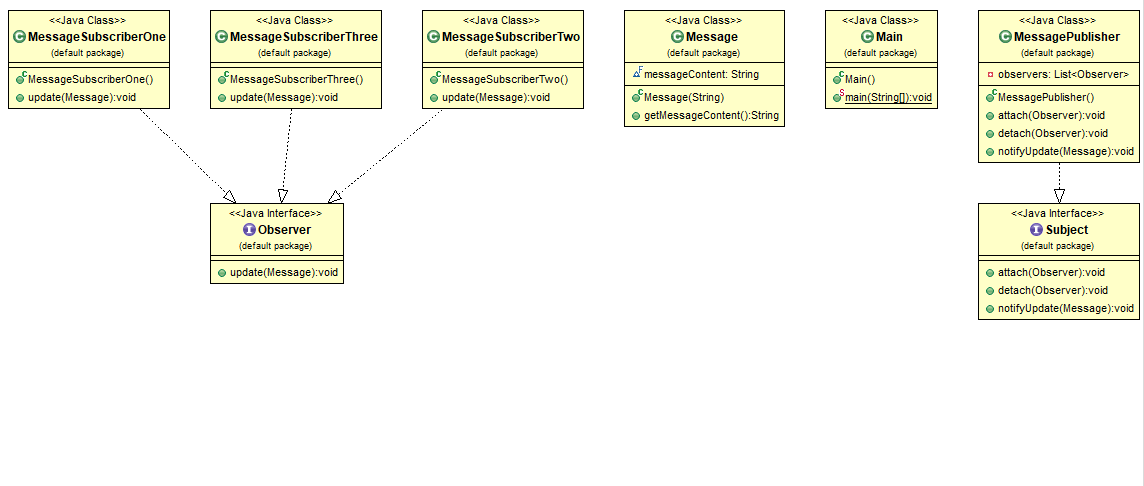 <<Java Class>>
MessageSubscriberOne
(default package)
MessageSubscriberOne()
update(Message):void
<<Java Class>>
MessageSubscriberThree
(default package)
MessageSubscriberThree()
update(Message):void
<<Java Class>>
MessageSubscriberTwo
(default package)
MessageSubscriberTwo()
update(Message):void
<<Java Class>>
Message
(default package)
messageContent: String
Message(String)
getMessageContent():String
<<Java Class>>
Main
(default package)
Main()
main(String[]):void
<<Java Class>>
MessagePublisher
(default package)
observers: List<Observer>
MessagePublisher()
attach(Observer):void
detach(Observer):void
notifyUpdate(Message):void
<<Java Interface>>
Observer
(default package)
update(Message):void
<<Java Interface>>
Subject
(default package)
attach(Observer):void
detach(Observer):void
notifyUpdate(Message):void